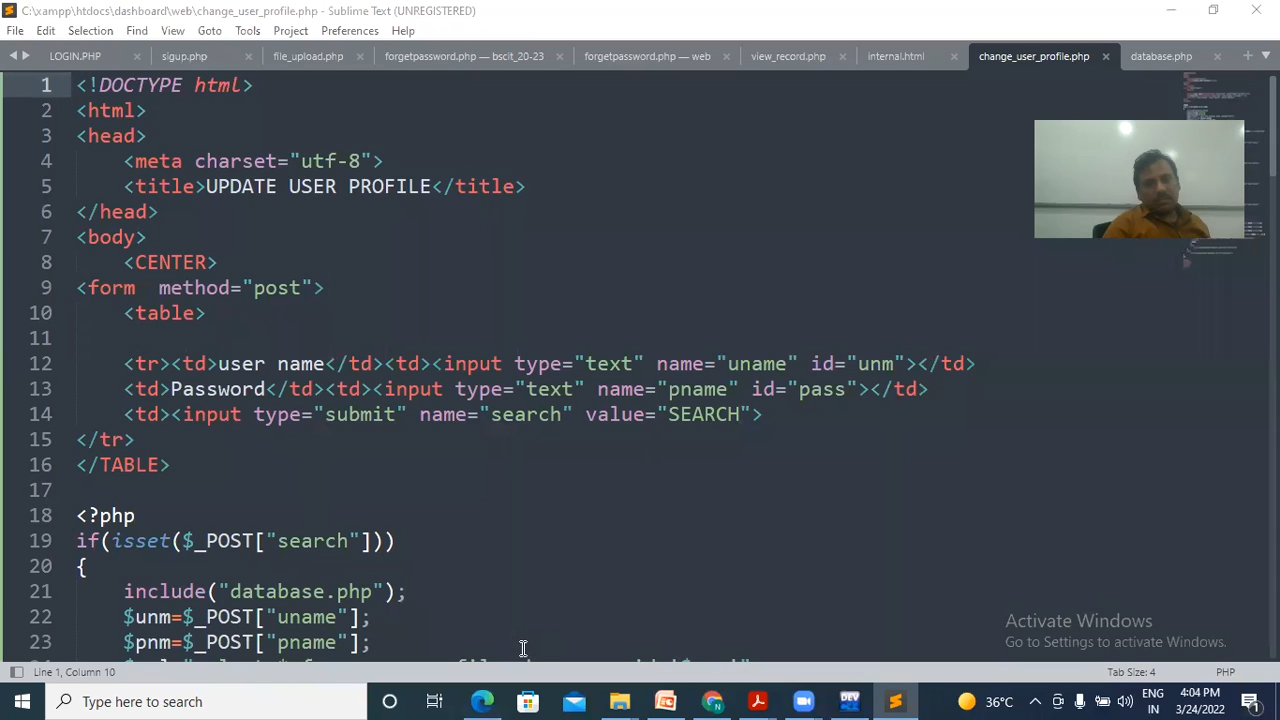 C:\xampp\htdocs\dashboard\web\change_user_profile.php - Sublime Text (UNREGISTERED)
File Edit Selection Find View Goto Tools Project Preferences Help
LOGIN.PHP sigup.php file_upload.php forgetpassword.php — bscit_20-23 forgetpassword.php — web view_record.php internal.html change_user_profile.php database.php
1 <!DOCTYPE html>
2 <html>
3 <head>
4 <meta charset="utf-8">
5 <title>UPDATE USER PROFILE</title>
6 </head>
7 <body>
8 <CENTER>
9 <form  method="post">
10 <table>
11
12 <tr><td>user name</td><td><input type="text" name="uname" id="unm"></td>
13 <td>Password</td><td><input type="text" name="pname" id="pass"></td>
14 <td><input type="submit" name="search" value="SEARCH">
15 </tr>
16 </TABLE>
17
18 <?php
19 if(isset($_POST["search"]))
20 {
21 include("database.php");
22 $unm=$_POST["uname"];
23 $pnm=$_POST["pname"];
Activate Windows
Go to Settings to activate Windows.
Line 1, Column 10 Tab Size: 4 PHP
Type here to search
36°C ENG IN 4:04 PM 3/24/2022